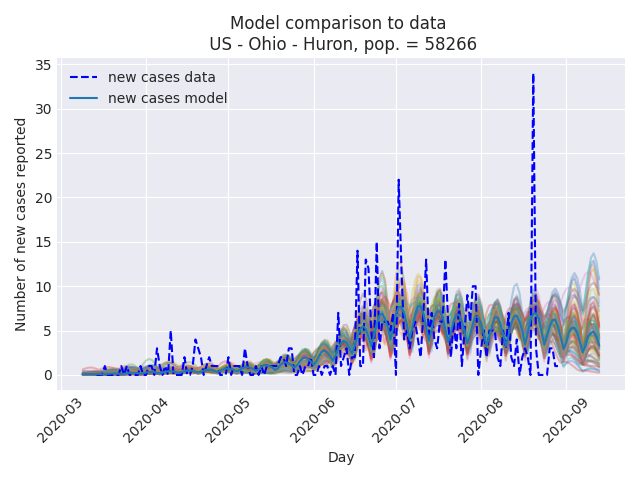 Model comparison to data
US - Ohio - Huron, pop. = 58266
new cases data
new cases model
Number of new cases reported
35
30
25
20
15
10
5
0
2020-03
2020-04
2020-05
2020-06
2020-07
2020-08
2020-09
Day